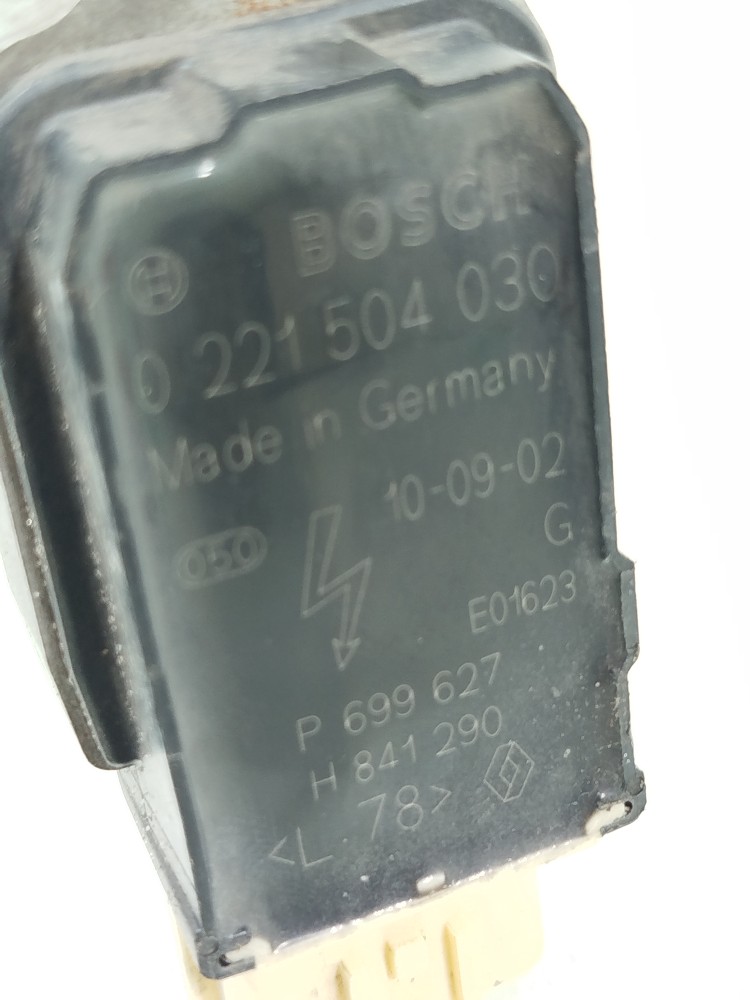 BOSCH
0 221 504 030
Made in Germany
10-09-02
050
G
E01623
P 699 627
H 841 290
<L 78>